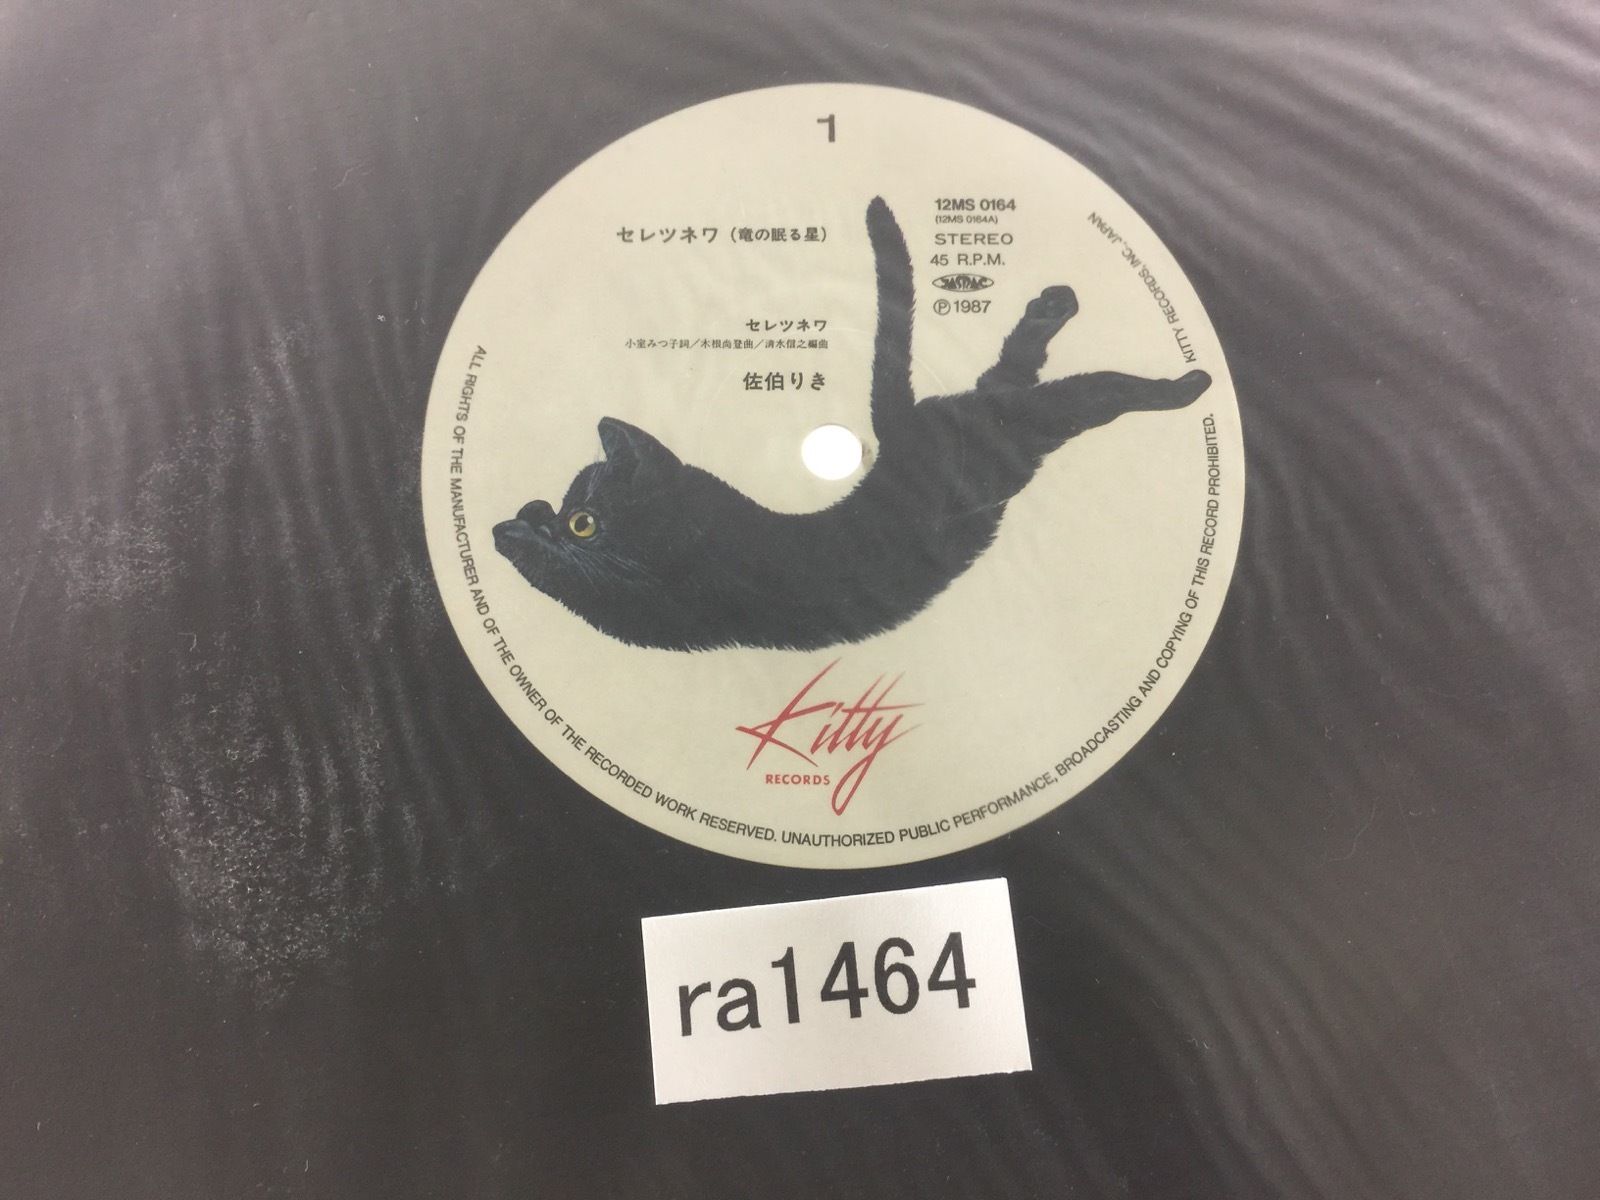 1
セレツネワ（竜の眠る星）
12MS 0164
(12MS 0164A)
STEREO
45 R.P.M.
JASRAC
Ⓟ1987
セレツネワ
小室みつ子詞／木根尚登曲／清水信之編曲
佐伯りき
Kitty
RECORDS
ALL RIGHTS OF THE MANUFACTURER AND OF THE OWNER OF THE RECORDED WORK RESERVED. UNAUTHORIZED PUBLIC PERFORMANCE, BROADCASTING AND COPYING OF THIS RECORD PROHIBITED.
KITTY RECORDS, INC., JAPAN
ra1464